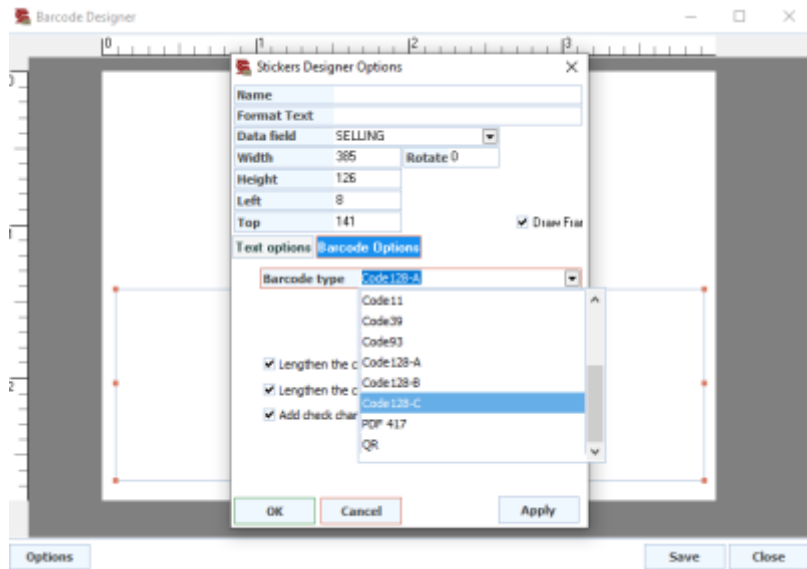 Barcode Designer
0 1 2 3
Stickers Designer Options
Name
Format Text
Data field SELLING
Width 385 Rotate 0
Height 126
Left 8
Top 141 Draw Fra
Text options Barcode Options
Barcode type Code128-A
Code11
Code39
Code93
Lengthen the c Code128-A
Lengthen the c Code128-B
Code128-C
Add check char PDF 417
QR
OK Cancel Apply
Options Save Close